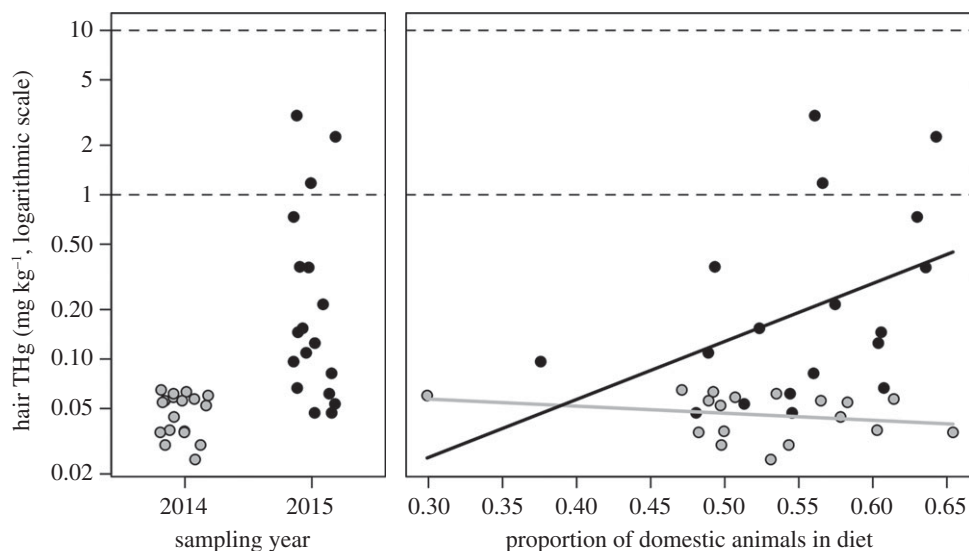 hair THg (mg kg⁻¹, logarithmic scale)
10
5
2
1
0.50
0.20
0.10
0.05
0.02
2014 2015
sampling year
0.30 0.35 0.40 0.45 0.50 0.55 0.60 0.65
proportion of domestic animals in diet